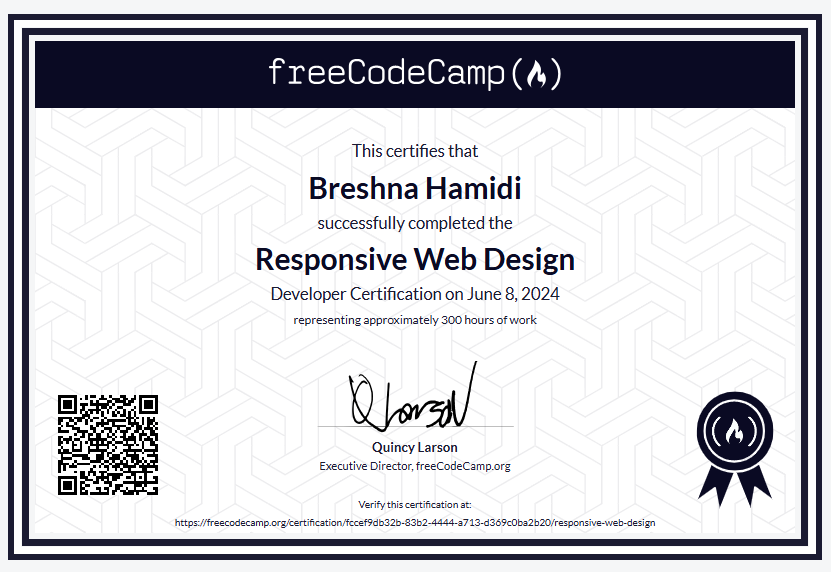 freeCodeCamp(🔥)
This certifies that
Breshna Hamidi
successfully completed the
Responsive Web Design
Developer Certification on June 8, 2024
representing approximately 300 hours of work
Q Larson
Quincy Larson
Executive Director, freeCodeCamp.org
Verify this certification at:
https://freecodecamp.org/certification/fccef9db32b-83b2-4444-a713-d369c0ba2b20/responsive-web-design